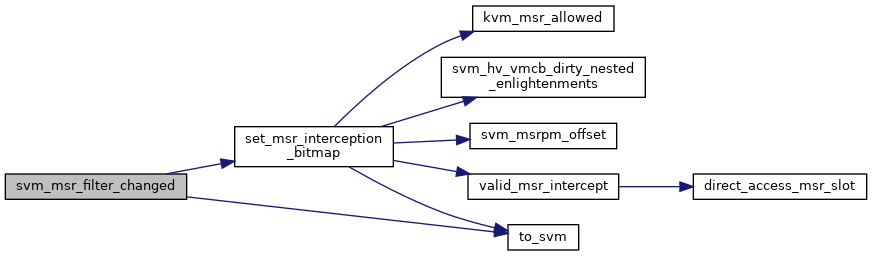 svm_msr_filter_changed
set_msr_interception
_bitmap
kvm_msr_allowed
svm_hv_vmcb_dirty_nested
_enlightenments
svm_msrpm_offset
valid_msr_intercept
direct_access_msr_slot
to_svm